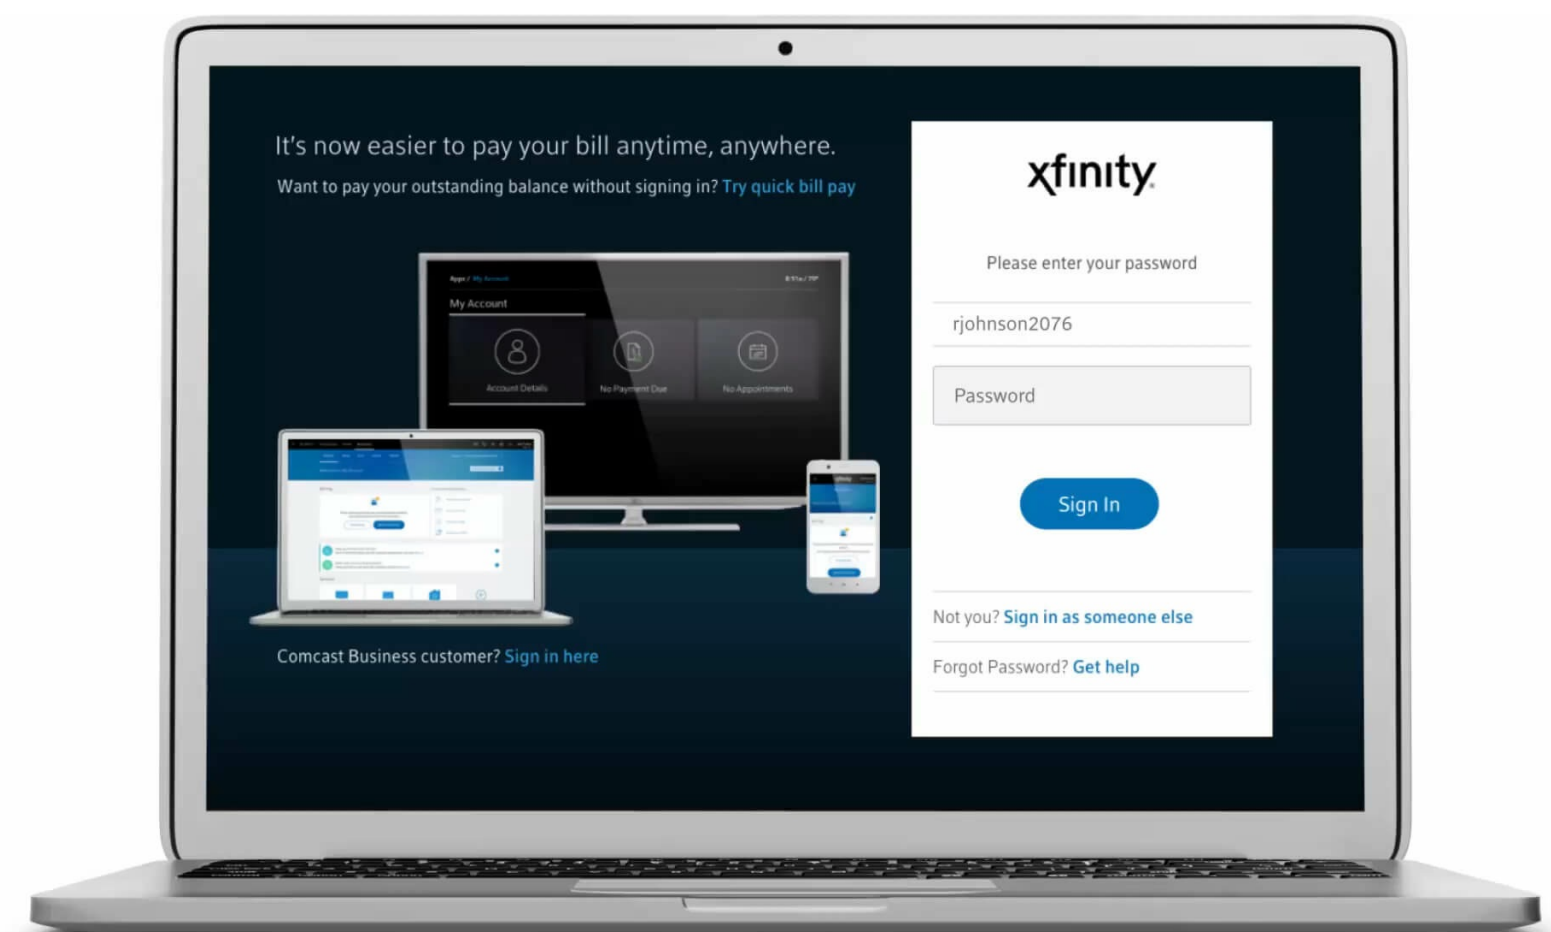 It's now easier to pay your bill anytime, anywhere.
Want to pay your outstanding balance without signing in? Try quick bill pay
Apps / My Account
My Account
Account Details
No Payment Due
No Appointments
Comcast Business customer? Sign in here
xfinity
Please enter your password
rjohnson2076
Password
Sign In
Not you? Sign in as someone else
Forgot Password? Get help